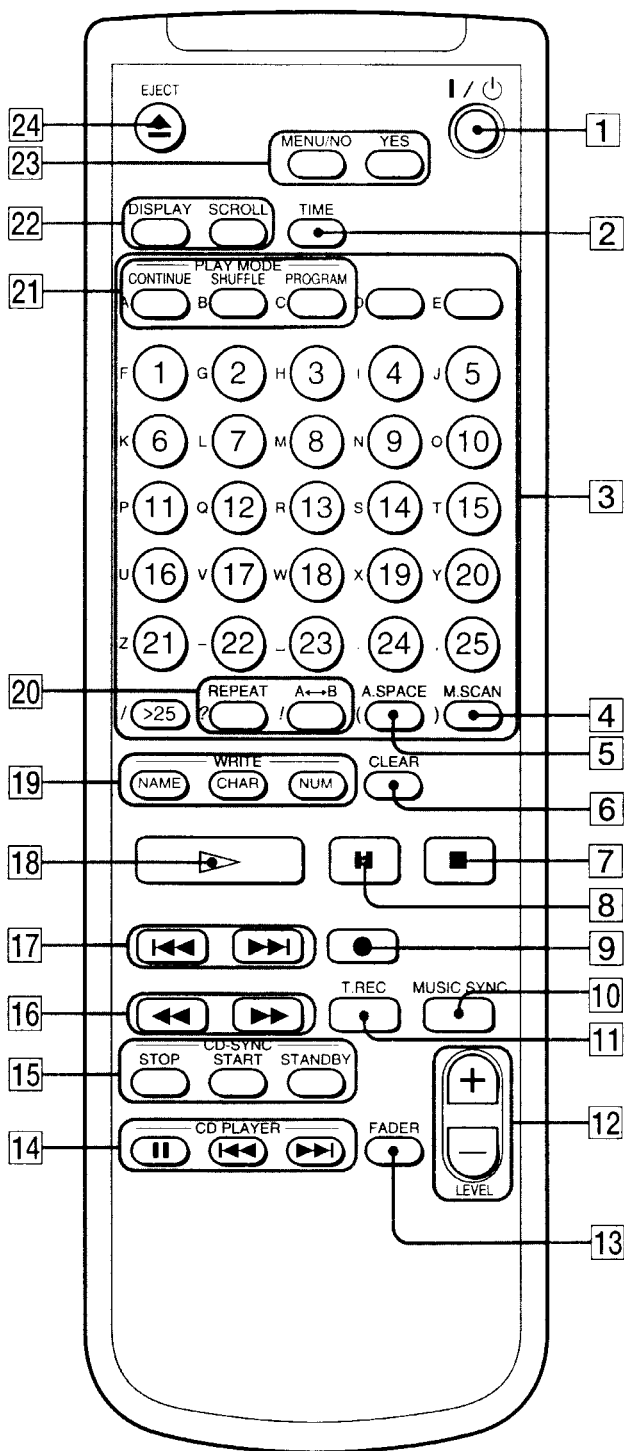 EJECT I / ⏻
24 1
23 MENU/NO YES
22 DISPLAY SCROLL TIME 2
21 PLAY MODE
A CONTINUE B SHUFFLE C PROGRAM D E
F 1 G 2 H 3 I 4 J 5
K 6 L 7 M 8 N 9 O 10
P 11 Q 12 R 13 S 14 T 15 3
U 16 V 17 W 18 X 19 Y 20
Z 21 - 22 _ 23 . 24 , 25
20 REPEAT A↔B A.SPACE M.SCAN 4
/ >25 ? ! ( ) 5
19 WRITE CLEAR
NAME CHAR NUM 6
18 7
8
17 9
T.REC MUSIC SYNC 10
16 11
CD-SYNC
15 STOP START STANDBY + 12
14 CD PLAYER FADER -
LEVEL
13